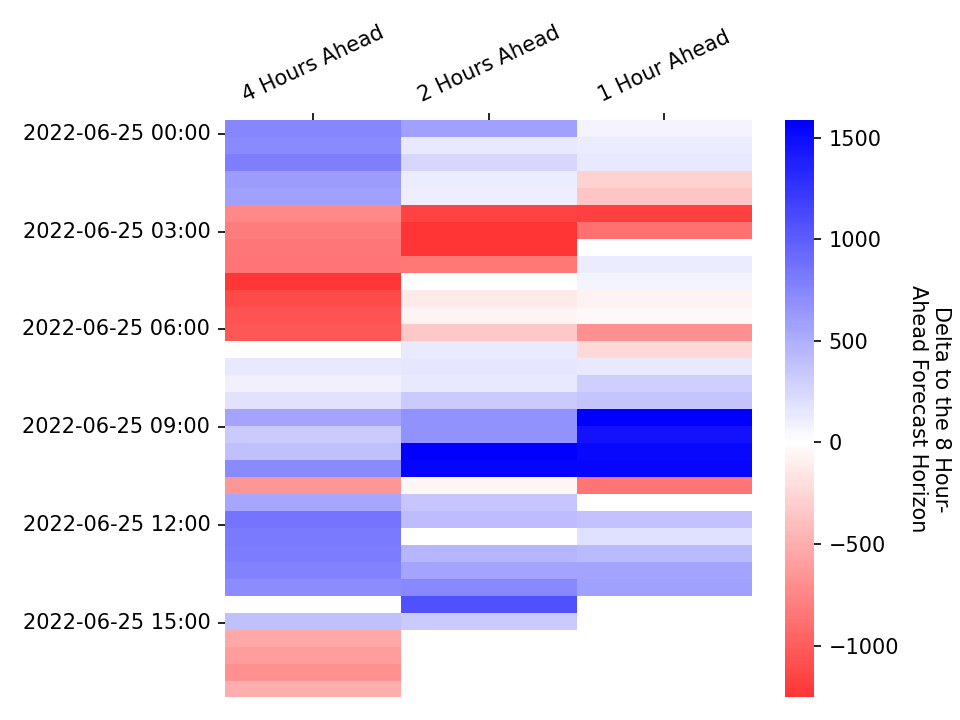 4 Hours Ahead
2 Hours Ahead
1 Hour Ahead
2022-06-25 00:00
2022-06-25 03:00
2022-06-25 06:00
2022-06-25 09:00
2022-06-25 12:00
2022-06-25 15:00
1500
1000
500
0
−500
−1000
Delta to the 8 Hour-
Ahead Forecast Horizon